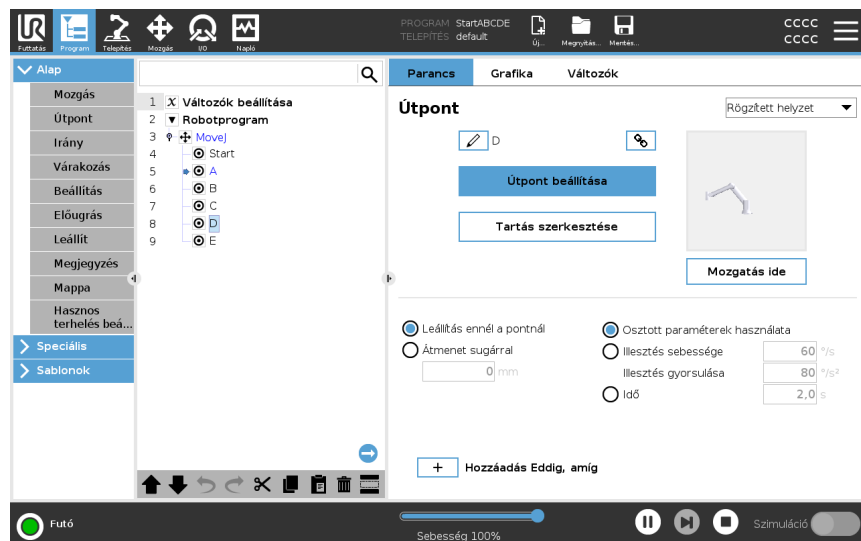 UR
Futtatás
Program
Telepítés
Mozgás
I/O
Napló
PROGRAM StartABCDE
TELEPÍTÉS default
Új...
Megnyitás...
Mentés...
CCCC
CCCC
Alap
Mozgás
Útpont
Irány
Várakozás
Beállítás
Előugrás
Leállít
Megjegyzés
Mappa
Hasznos
terhelés beá...
Speciális
Sablonok
1 X Változók beállítása
2 Robotprogram
3 MoveJ
4 Start
5 A
6 B
7 C
8 D
9 E
Parancs Grafika Változók
Útpont
Rögzített helyzet
D
Útpont beállítása
Tartás szerkesztése
Mozgatás ide
Leállítás ennél a pontnál
Átmenet sugárral
0 mm
Osztott paraméterek használata
Illesztés sebessége 60 °/s
Illesztés gyorsulása 80 °/s²
Idő 2,0 s
+ Hozzáadás Eddig, amíg
Futó
Sebesség 100%
Szimuláció